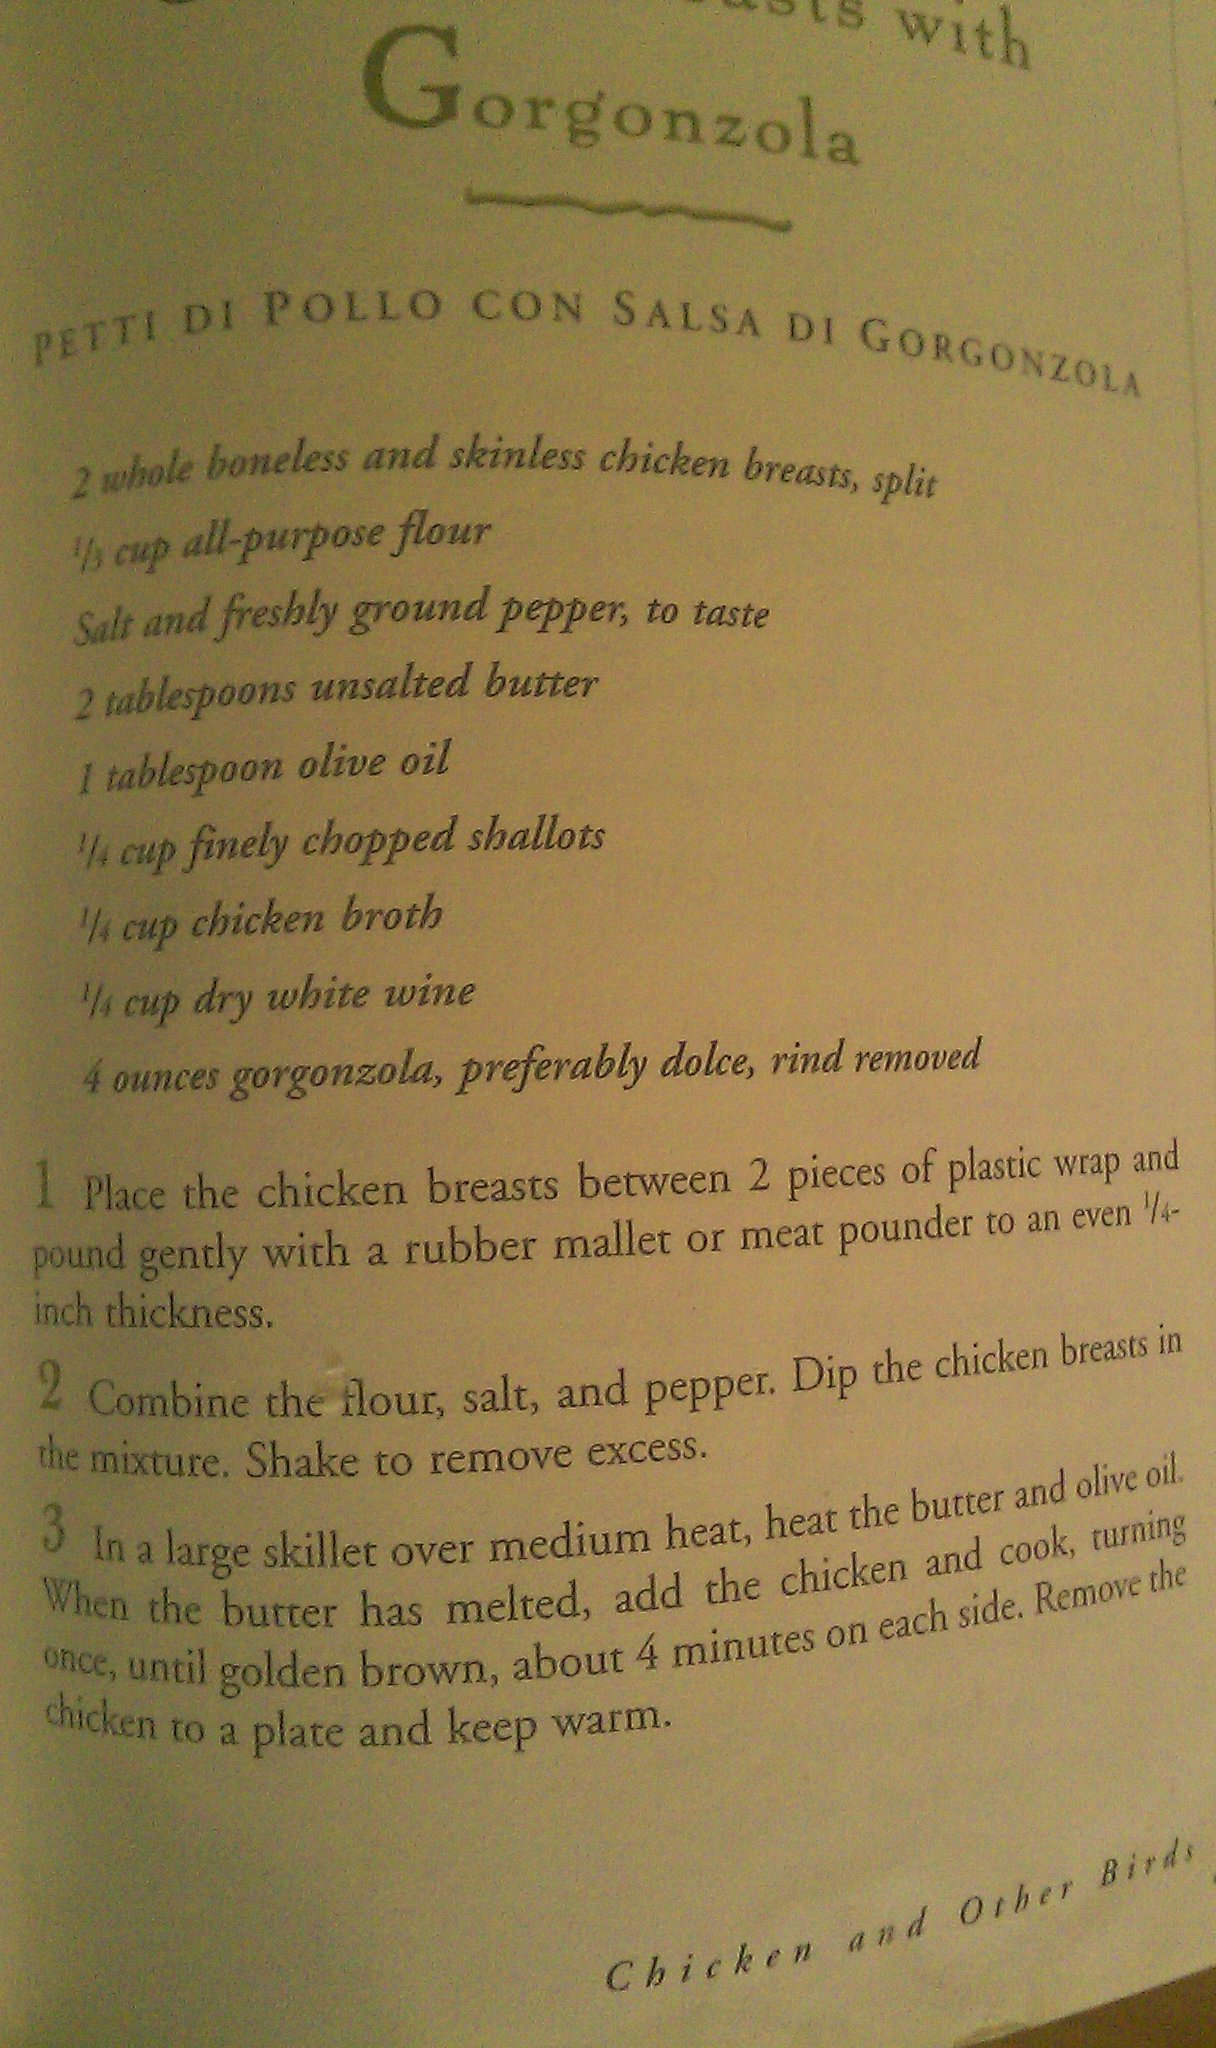 with
Gorgonzola
PETTI DI POLLO CON SALSA DI GORGONZOLA
2 whole boneless and skinless chicken breasts, split
1/3 cup all-purpose flour
Salt and freshly ground pepper, to taste
2 tablespoons unsalted butter
1 tablespoon olive oil
1/4 cup finely chopped shallots
1/4 cup chicken broth
1/4 cup dry white wine
4 ounces gorgonzola, preferably dolce, rind removed
1 Place the chicken breasts between 2 pieces of plastic wrap and
pound gently with a rubber mallet or meat pounder to an even 1/4-
inch thickness.
2 Combine the flour, salt, and pepper. Dip the chicken breasts in
the mixture. Shake to remove excess.
3 In a large skillet over medium heat, heat the butter and olive oil.
When the butter has melted, add the chicken and cook, turning
once, until golden brown, about 4 minutes on each side. Remove the
chicken to a plate and keep warm.
Chicken and Other Birds